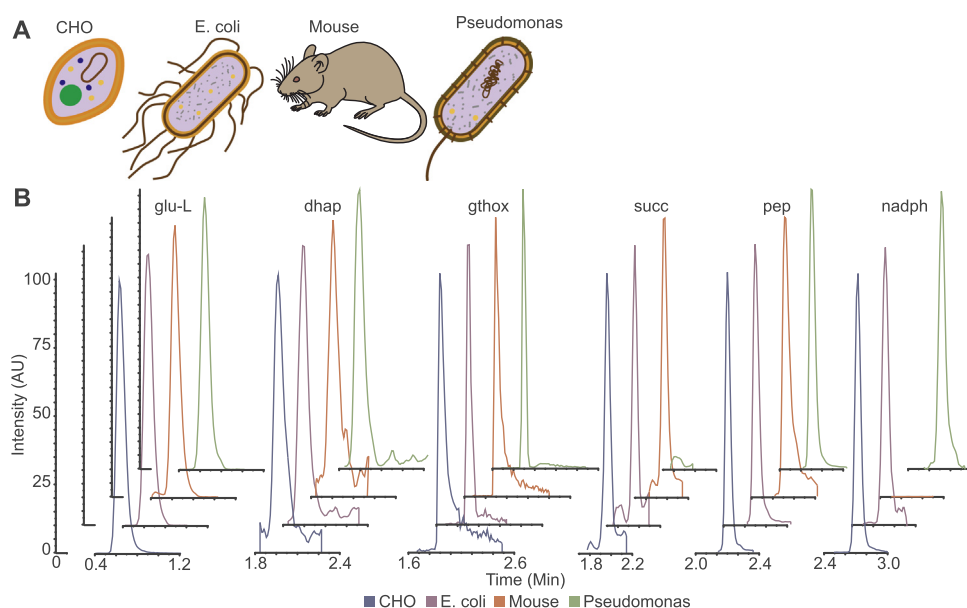 A
CHO
E. coli
Mouse
Pseudomonas
B
glu-L
dhap
gthox
succ
pep
nadph
Intensity (AU)
100
75
50
25
0
0.4 1.2 1.8 2.4 1.6 2.6 1.8 2.2 2.0 2.4 2.4 3.0
Time (Min)
CHO E. coli Mouse Pseudomonas